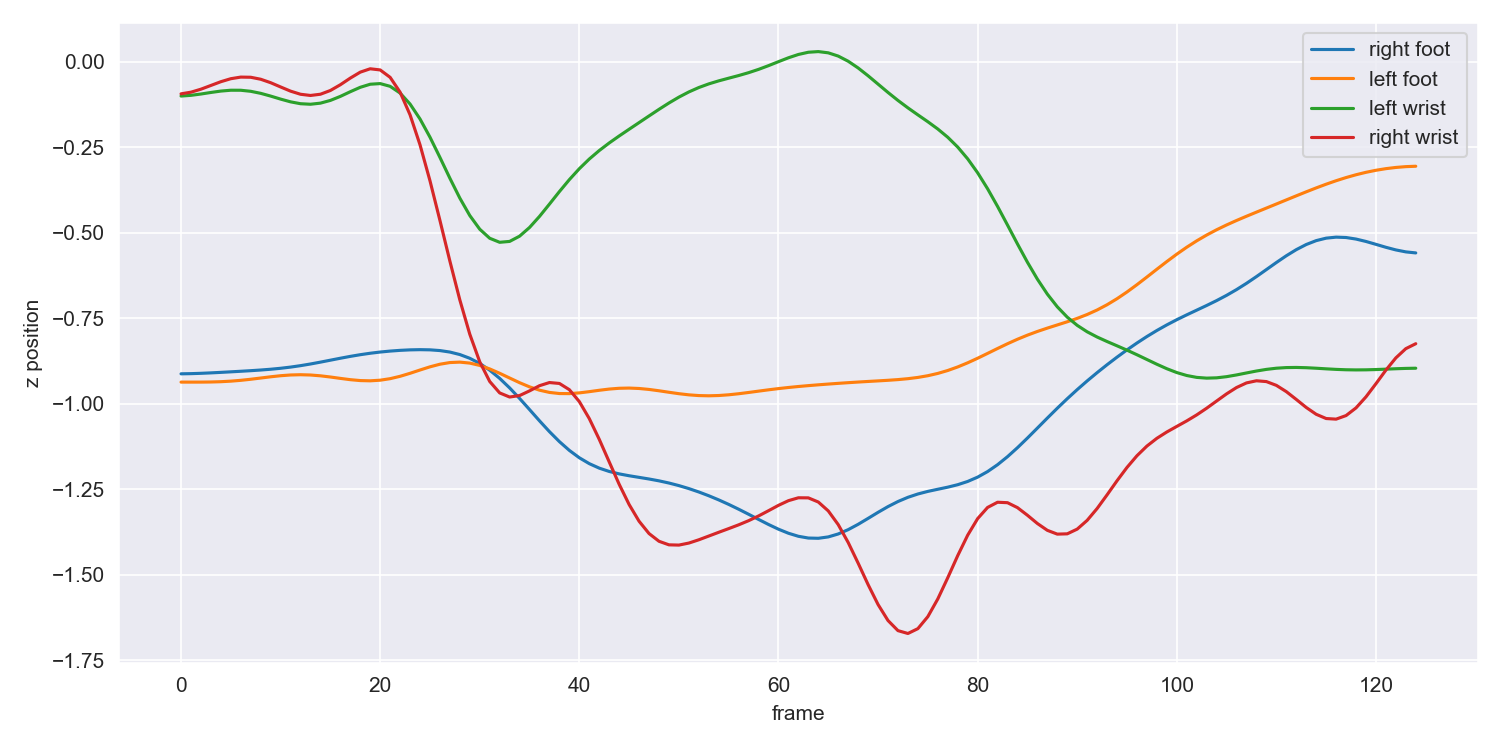 0.00
−0.25
−0.50
−0.75
−1.00
−1.25
−1.50
−1.75
z position
0
20
40
60
80
100
120
frame
right foot
left foot
left wrist
right wrist